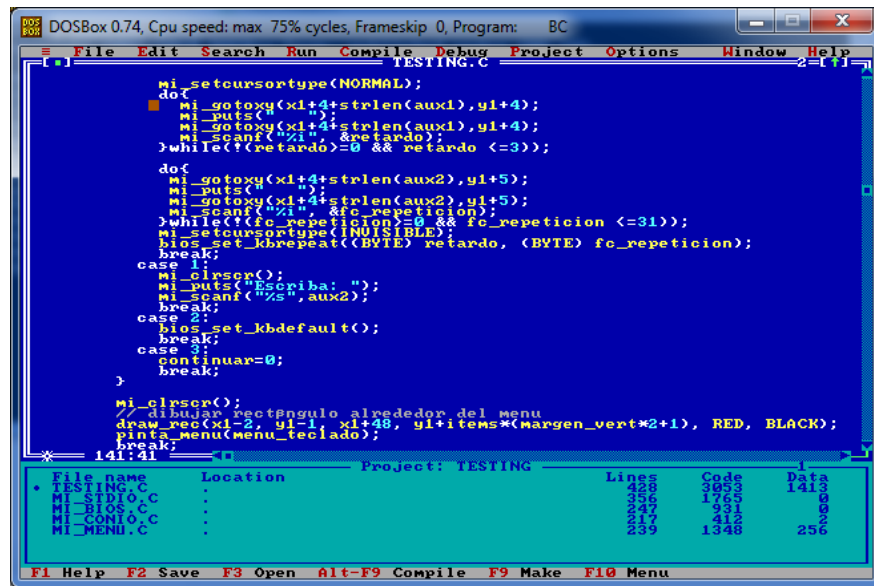 DOSBox 0.74, Cpu speed: max 75% cycles, Frameskip 0, Program: BC
≡ File Edit Search Run Compile Debug Project Options Window Help
[■] TESTING.C 2=[↑]
mi_setcursortype(NORMAL);
do{
mi_gotoxy(x1+4+strlen(aux1),y1+4);
mi_puts("    ");
mi_gotoxy(x1+4+strlen(aux1),y1+4);
mi_scanf("%i", &retardo);
}while(!(retardo>=0 && retardo <=3));
do{
mi_gotoxy(x1+4+strlen(aux2),y1+5);
mi_puts("    ");
mi_gotoxy(x1+4+strlen(aux2),y1+5);
mi_scanf("%i", &fc_repeticion);
}while(!(fc_repeticion>=0 && fc_repeticion <=31));
mi_setcursortype(INVISIBLE);
bios_set_kbrepeat((BYTE) retardo, (BYTE) fc_repeticion);
break;
case 1:
mi_clrscr();
mi_puts("Escriba: ");
mi_scanf("%s",aux2);
break;
case 2:
bios_set_kbdefault();
break;
case 3:
continuar=0;
break;
}
mi_clrscr();
// dibujar rectßngulo alrededor del menu
draw_rec(x1-2, y1-1, x1+48, y1+items*(margen_vert*2+1), RED, BLACK);
pinta_menu(menu_teclado);
break;
141:41
Project: TESTING 1
File name Location Lines Code Data
• TESTING.C . 428 3053 1413
MI_STDIO.C . 356 1765 0
MI_BIOS.C . 247 931 0
MI_CONIO.C . 217 412 2
MI_MENU.C . 239 1348 256
F1 Help F2 Save F3 Open Alt-F9 Compile F9 Make F10 Menu